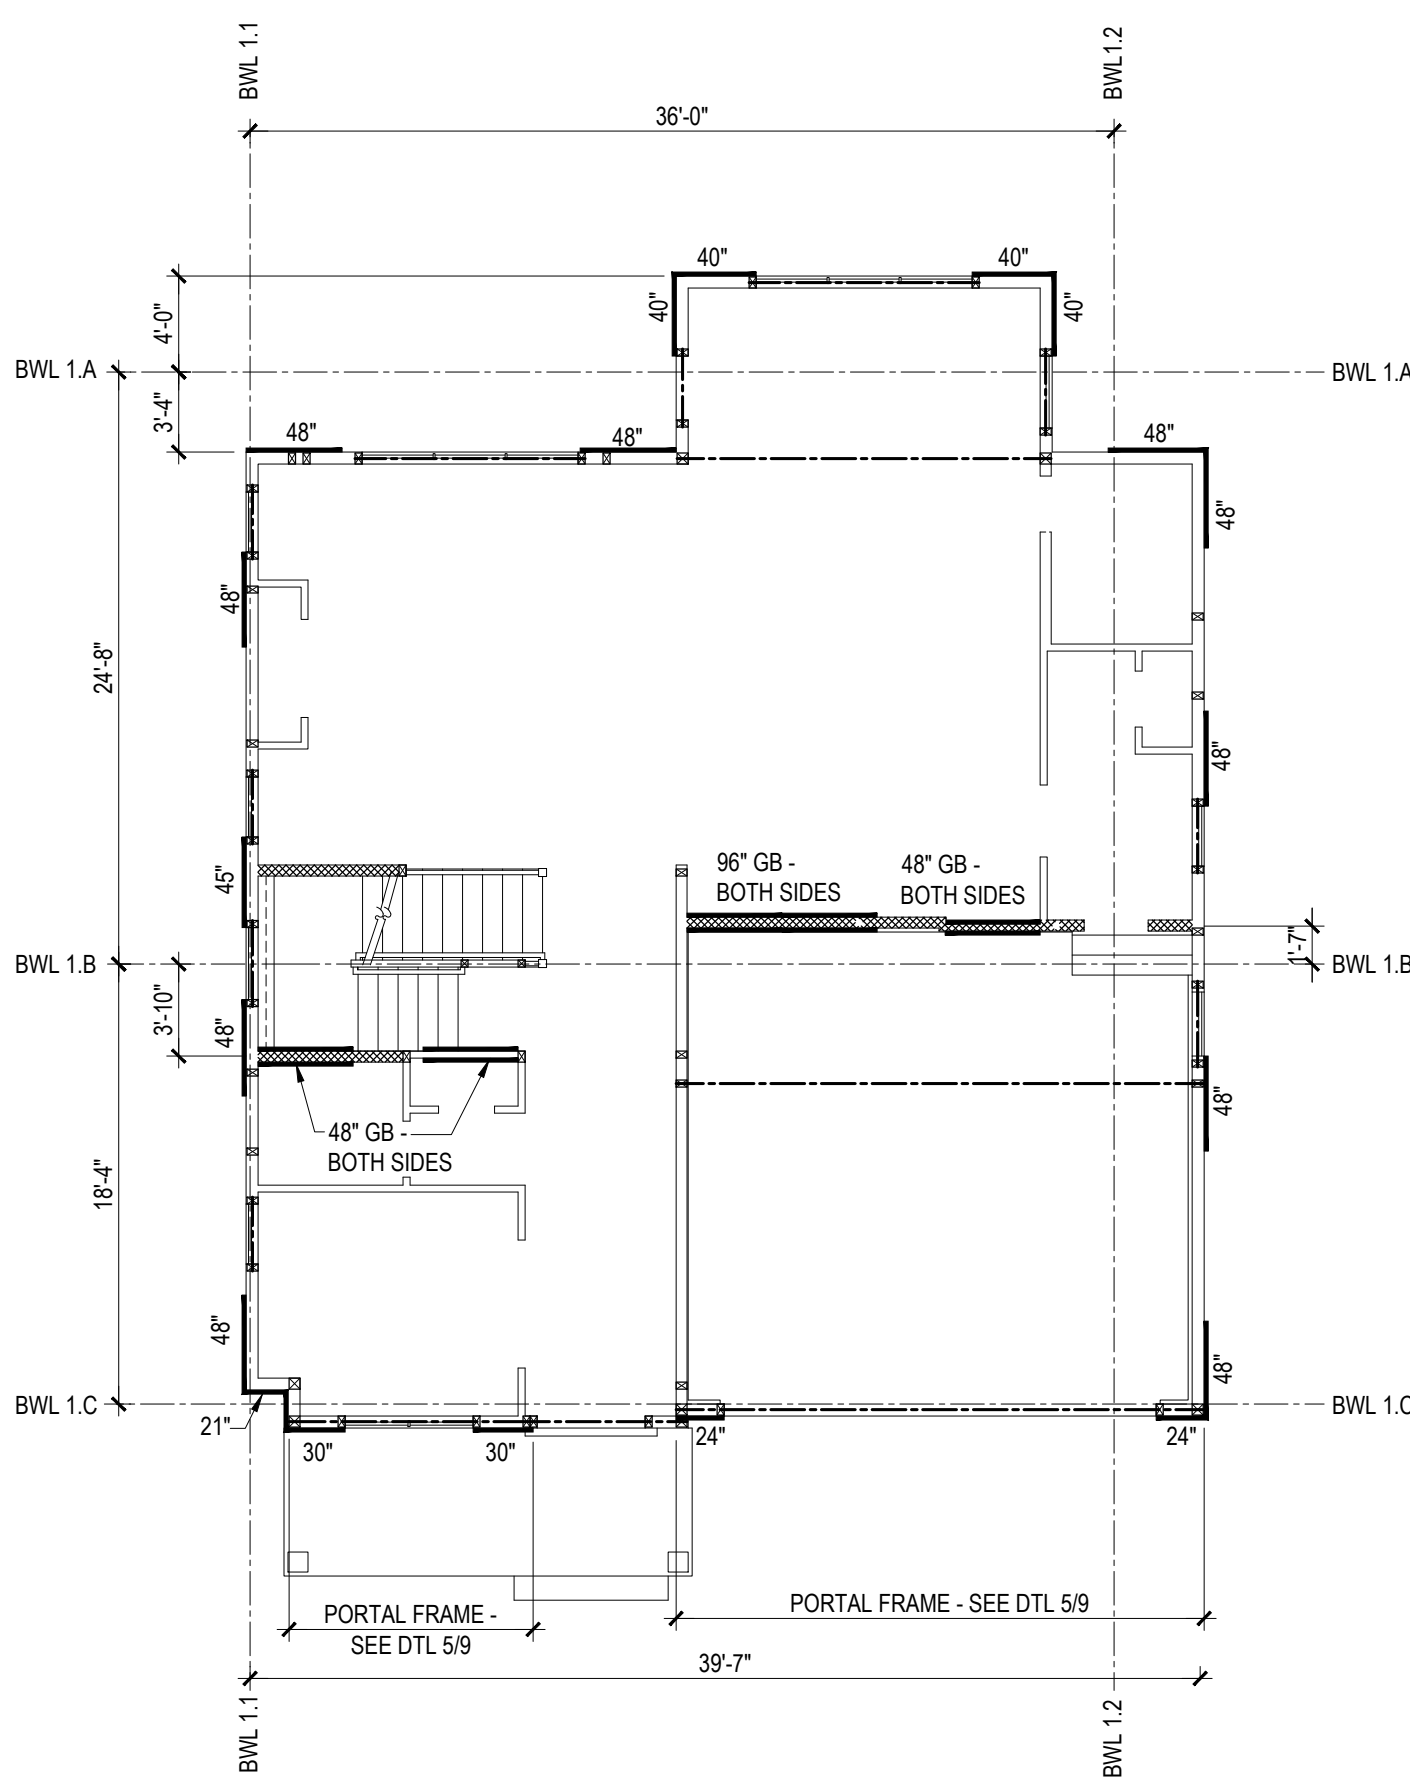 BWL 1.1
BWL 1.2
36'-0"
40"
40"
40"
40"
4'-0"
BWL 1.A
BWL 1.A
3'-4"
48"
48"
48"
48"
48"
24'-8"
48"
96" GB -
BOTH SIDES
48" GB -
BOTH SIDES
45"
1'-7"
BWL 1.B
BWL 1.B
3'-10"
48"
48"
48" GB -
BOTH SIDES
18'-4"
48"
48"
BWL 1.C
BWL 1.C
21"
30"
30"
24"
24"
PORTAL FRAME -
SEE DTL 5/9
PORTAL FRAME - SEE DTL 5/9
39'-7"
BWL 1.1
BWL 1.2